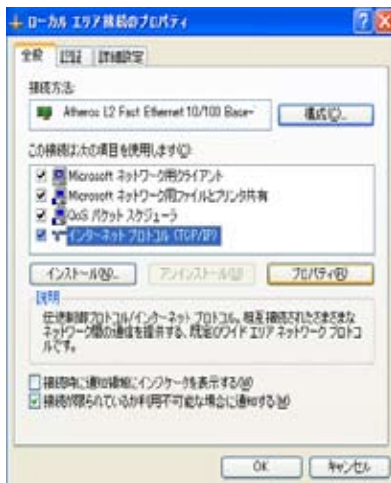 ローカル エリア接続のプロパティ
全般 認証 詳細設定
接続方法:
Atheros L2 Fast Ethernet 10/100 Base-
構成(C)...
この接続は次の項目を使用します(O):
Microsoft ネットワーク用クライアント
Microsoft ネットワーク用ファイルとプリンタ共有
QoS パケット スケジューラ
インターネット プロトコル (TCP/IP)
インストール(N)... アンインストール(U) プロパティ(R)
説明
伝送制御プロトコル/インターネット プロトコル。相互接続されたさまざまな
ネットワーク間の通信を提供する、既定のワイド エリア ネットワーク プロトコ
ルです。
接続時に通知領域にインジケータを表示する(W)
接続が限られているか利用不可能な場合に通知する(M)
OK キャンセル